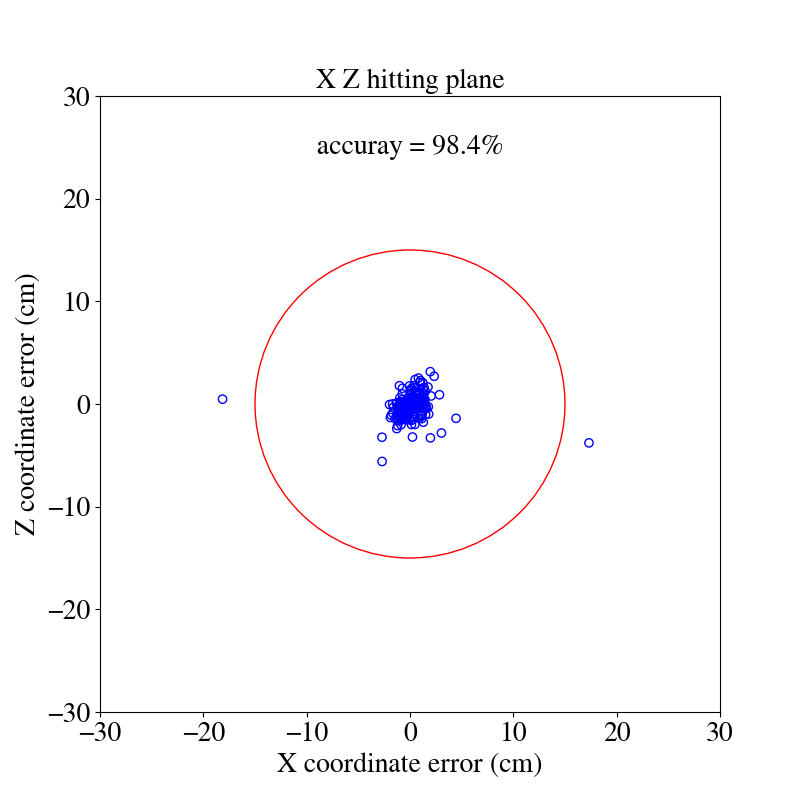 X Z hitting plane
accuray = 98.4%
30
20
10
0
−10
−20
−30
Z coordinate error (cm)
−30 −20 −10 0 10 20 30
X coordinate error (cm)